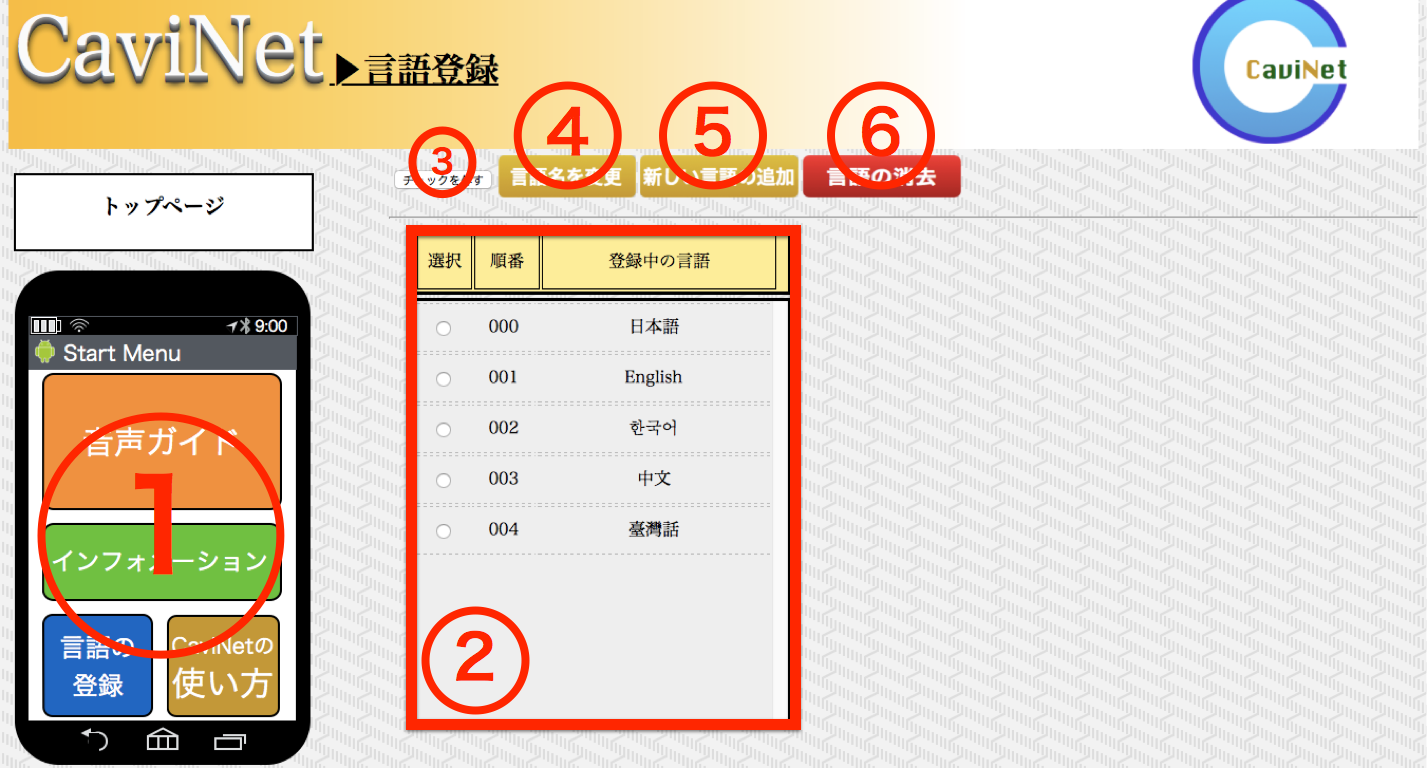 CaviNet ▶言語登録
CaviNet
③ ④ ⑤ ⑥
チェックを外す 言語名を変更 新しい言語の追加 言語の消去
トップページ
選択 順番 登録中の言語
000 日本語
001 English
002 한국어
003 中文
004 臺灣話
②
9:00
Start Menu
音声ガイド
①
インフォメーション
言語の
登録
CaviNetの
使い方